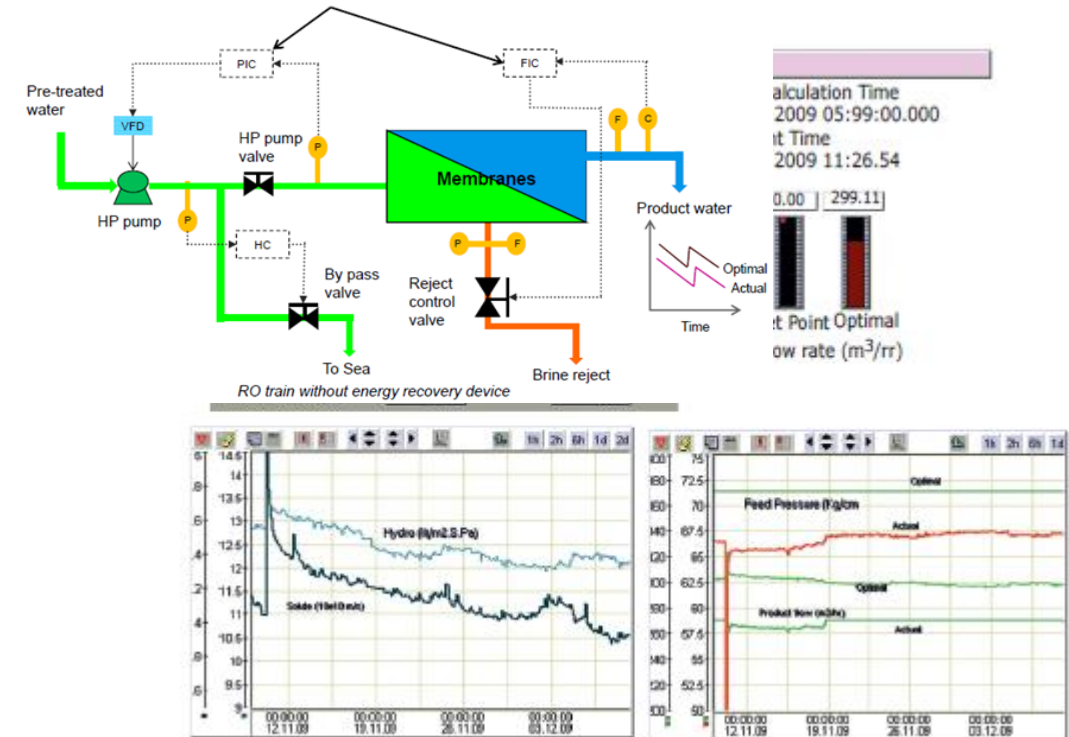 PIC
FIC
Pre-treated
water
VFD
HP pump
valve
P
F
C
Membranes
HP pump
P
HC
P
F
Product water
By pass
valve
Reject
control
valve
Optimal
Actual
Time
To Sea
Brine reject
RO train without energy recovery device
alculation Time
2009 05:99:00.000
nt Time
2009 11:26.54
0.00 299.11
et Point Optimal
ow rate (m³/rr)
1h 2h 6h 1d 2d
14.5
14
13.5
13
12.5
12
11.5
11
10.5
10
9.5
9
Hydro
00:00:00 00:00:00 00:00:00 00:00:00
12.11.09 19.11.09 26.11.09 03.12.09
1h 2h 6h 1d
75
72.5
70
67.5
65
62.5
60
57.5
55
52.5
50
Optimal
Feed Pressure (Kg/cm
Actual
Optimal
Product flow (m3/hr)
Actual
00:00:00 00:00:00 00:00:00 00:00:00
12.11.09 19.11.09 26.11.09 03.12.09